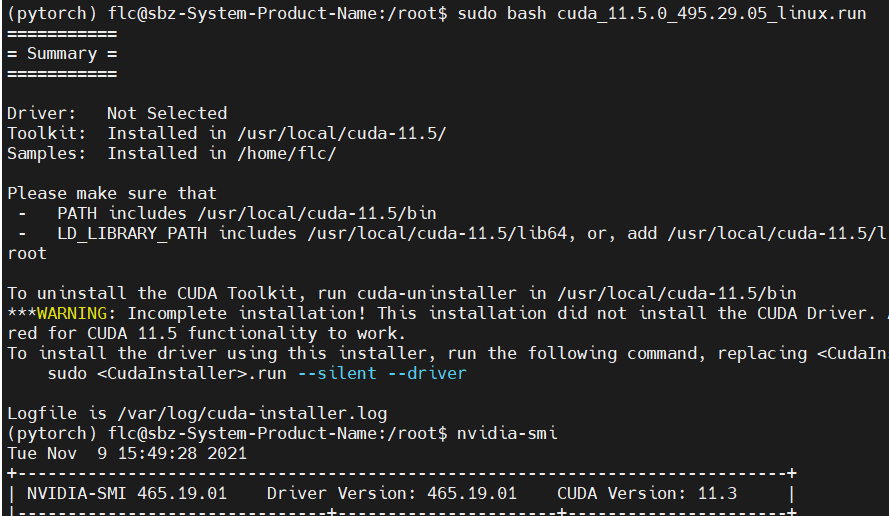 (pytorch) flc@sbz-System-Product-Name:/root$ sudo bash cuda_11.5.0_495.29.05_linux.run
===========
= Summary =
===========
Driver:   Not Selected
Toolkit:  Installed in /usr/local/cuda-11.5/
Samples:  Installed in /home/flc/
Please make sure that
 -   PATH includes /usr/local/cuda-11.5/bin
 -   LD_LIBRARY_PATH includes /usr/local/cuda-11.5/lib64, or, add /usr/local/cuda-11.5/l
root
To uninstall the CUDA Toolkit, run cuda-uninstaller in /usr/local/cuda-11.5/bin
***WARNING: Incomplete installation! This installation did not install the CUDA Driver.
red for CUDA 11.5 functionality to work.
To install the driver using this installer, run the following command, replacing <CudaIn
    sudo <CudaInstaller>.run --silent --driver
Logfile is /var/log/cuda-installer.log
(pytorch) flc@sbz-System-Product-Name:/root$ nvidia-smi
Tue Nov  9 15:49:28 2021
+-----------------------------------------------------------------------------+
| NVIDIA-SMI 465.19.01    Driver Version: 465.19.01    CUDA Version: 11.3     |
|-------------------------------+----------------------+----------------------+